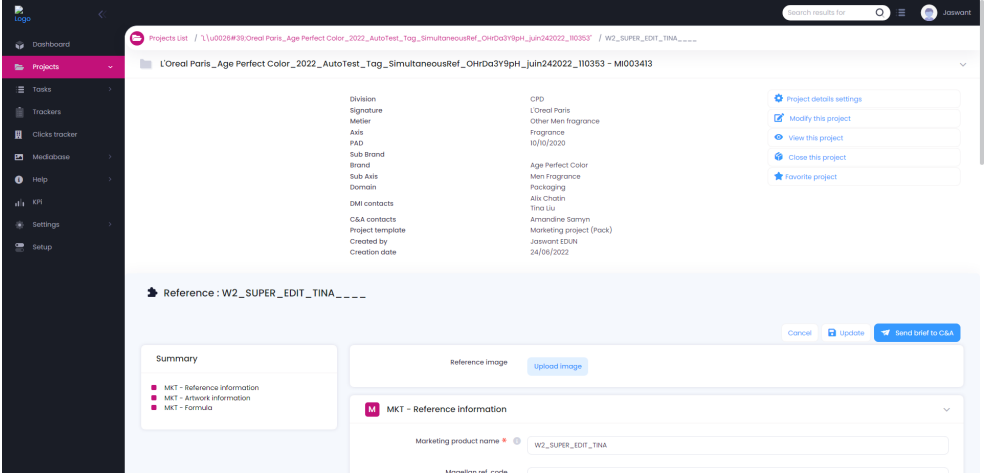 Logo
Search results for
Jaswant
Dashboard
Projects
Tasks
Trackers
Clicks tracker
Mediabase
Help
KPI
Settings
Setup
Projects List / "L\u0026#39;Oreal Paris_Age Perfect Color_2022_AutoTest_Tag_SimultaneousRef_OHrDa3Y9pH_juin242022_110353" / W2_SUPER_EDIT_TINA____
L'Oreal Paris_Age Perfect Color_2022_AutoTest_Tag_SimultaneousRef_OHrDa3Y9pH_juin242022_110353 - MI003413
Division CPD
Signature L'Oreal Paris
Metier Other Men fragrance
Axis Fragrance
PAD 10/10/2020
Sub Brand
Brand Age Perfect Color
Sub Axis Men Fragrance
Domain Packaging
DMI contacts Alix Chatin
Tina Liu
C&A contacts Amandine Samyn
Project template Marketing project (Pack)
Created by Jaswant EDUN
Creation date 24/06/2022
Project details settings
Modify this project
View this project
Close this project
Favorite project
Reference : W2_SUPER_EDIT_TINA____
Cancel Update Send brief to C&A
Summary
MKT - Reference information
MKT - Artwork information
MKT - Formula
Reference image Upload image
M MKT - Reference information
Marketing product name * W2_SUPER_EDIT_TINA
Magellan ref. code